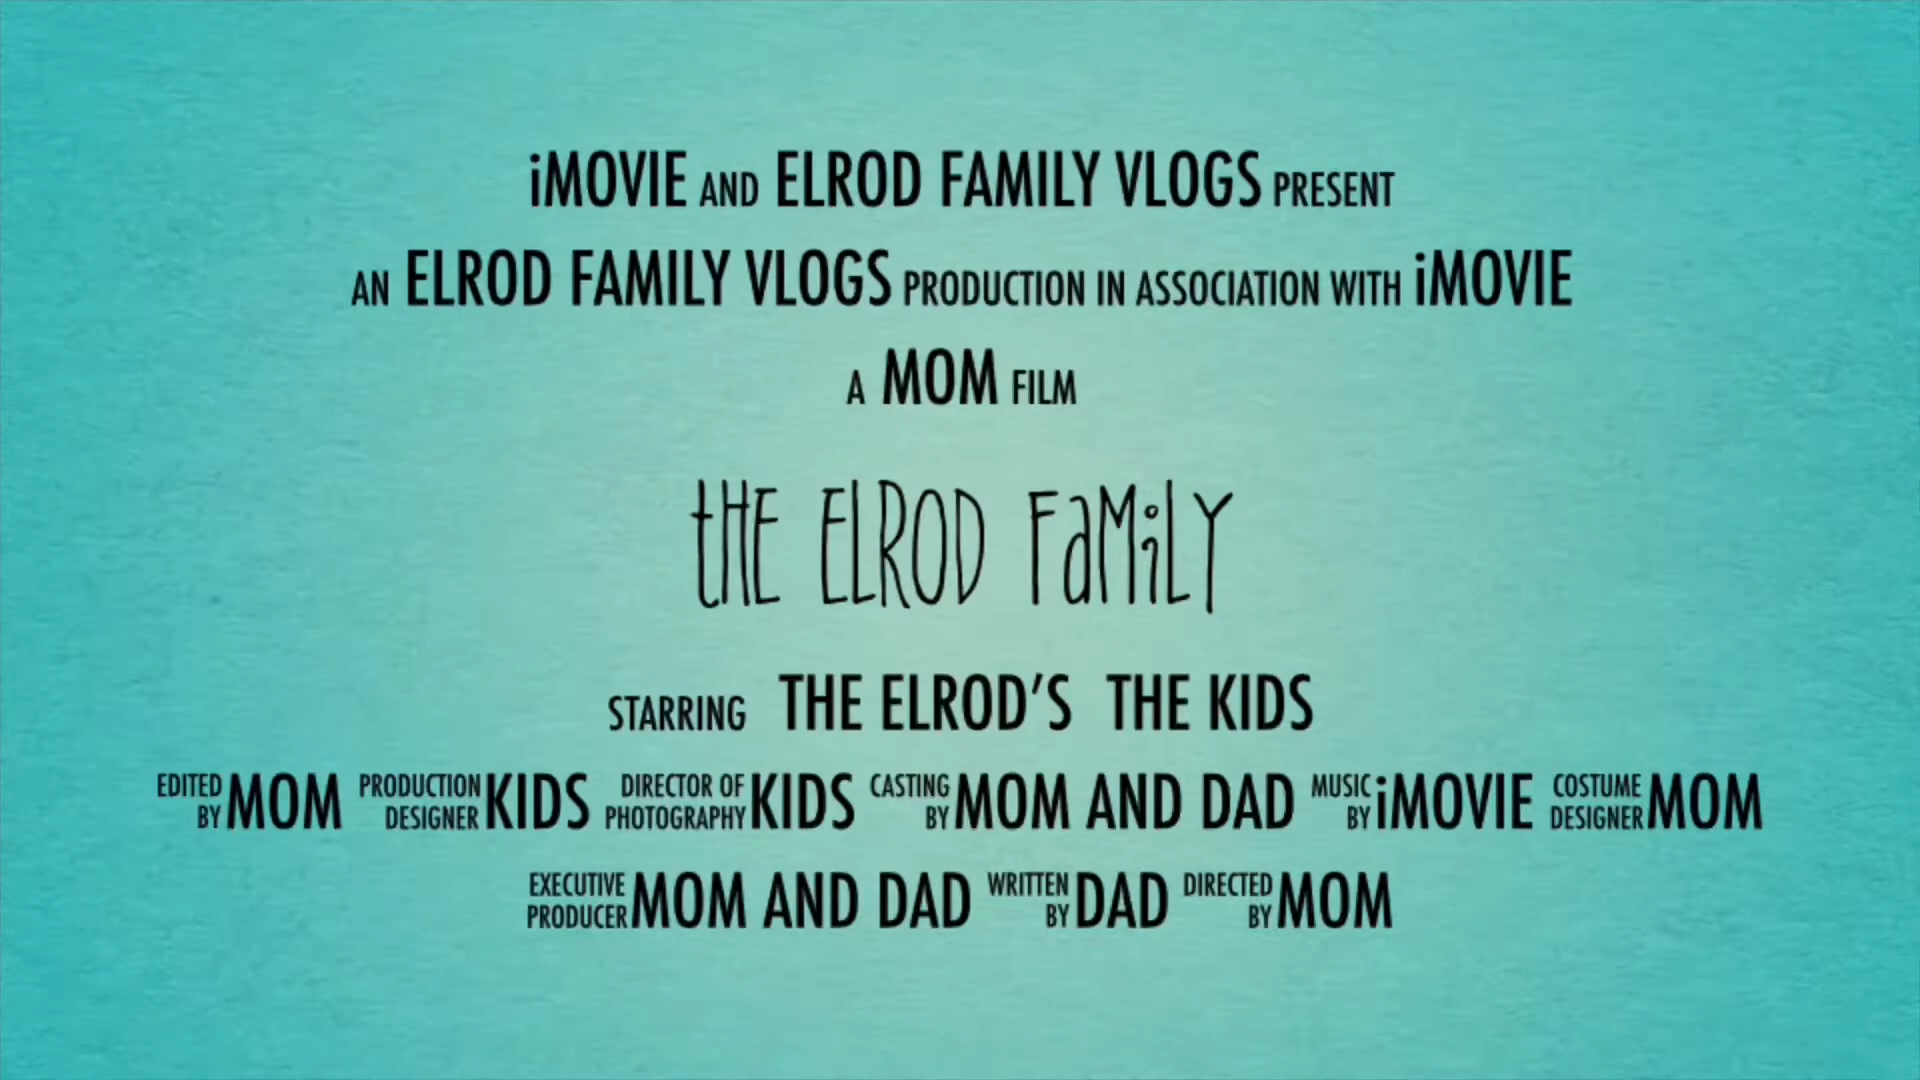 iMOVIE AND ELROD FAMILY VLOGS PRESENT
AN ELROD FAMILY VLOGS PRODUCTION IN ASSOCIATION WITH iMOVIE
A MOM FILM
tHE ELROD FaMiLY
STARRING THE ELROD’S THE KIDS
EDITED BY MOM PRODUCTION DESIGNER KIDS DIRECTOR OF PHOTOGRAPHY KIDS CASTING BY MOM AND DAD MUSIC BY iMOVIE COSTUME DESIGNER MOM
EXECUTIVE PRODUCER MOM AND DAD WRITTEN BY DAD DIRECTED BY MOM